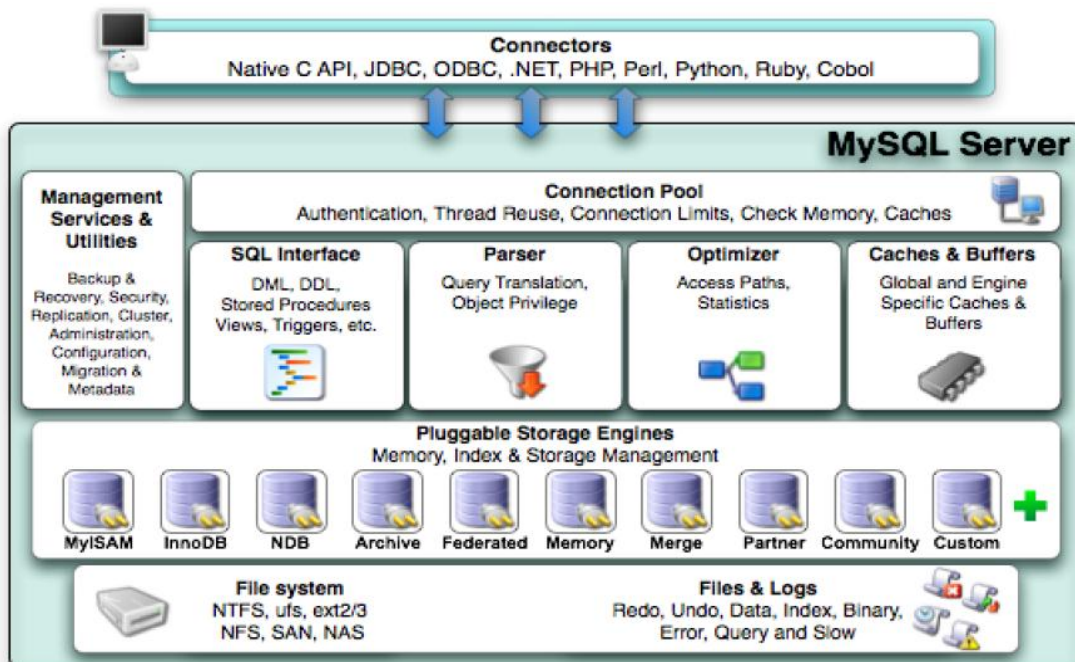 Connectors
Native C API, JDBC, ODBC, .NET, PHP, Perl, Python, Ruby, Cobol
MySQL Server
Management
Services &
Utilities
Backup &
Recovery, Security,
Replication, Cluster,
Administration,
Configuration,
Migration &
Metadata
Connection Pool
Authentication, Thread Reuse, Connection Limits, Check Memory, Caches
SQL Interface
DML, DDL,
Stored Procedures
Views, Triggers, etc.
Parser
Query Translation,
Object Privilege
Optimizer
Access Paths,
Statistics
Caches & Buffers
Global and Engine
Specific Caches &
Buffers
Pluggable Storage Engines
Memory, Index & Storage Management
MyISAM
InnoDB
NDB
Archive
Federated
Memory
Merge
Partner
Community
Custom
File system
NTFS, ufs, ext2/3
NFS, SAN, NAS
Files & Logs
Redo, Undo, Data, Index, Binary,
Error, Query and Slow